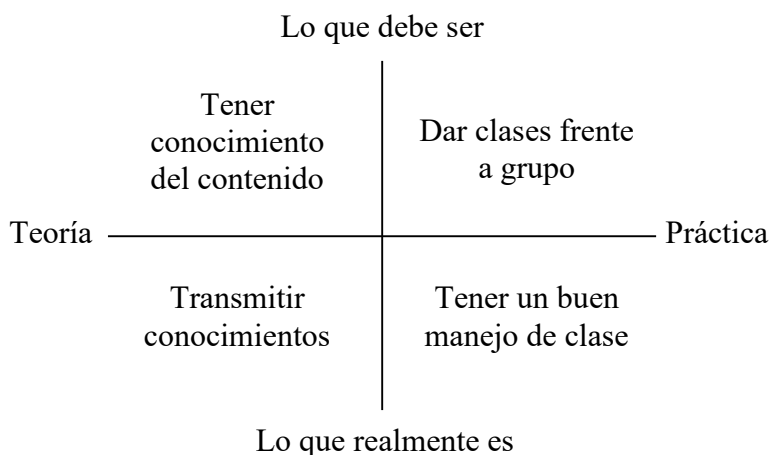 Lo que debe ser
Tener
conocimiento
del contenido
Dar clases frente
a grupo
Teoría
Práctica
Transmitir
conocimientos
Tener un buen
manejo de clase
Lo que realmente es